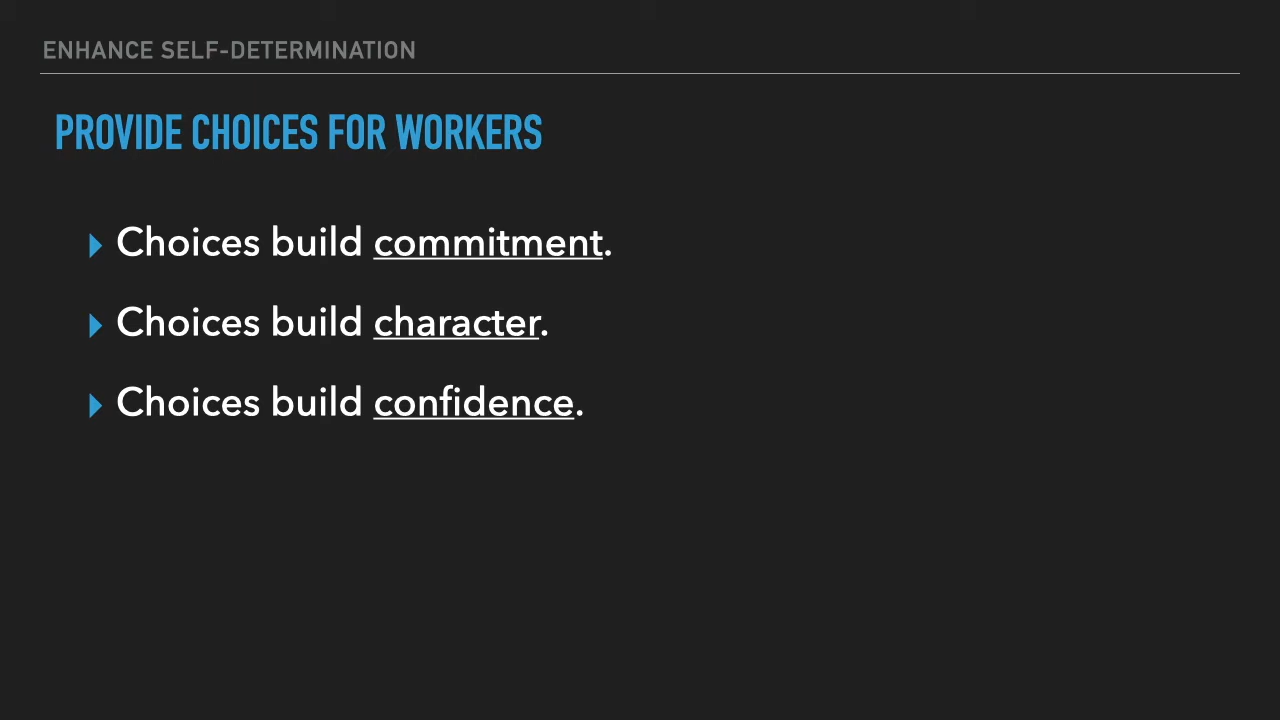 ENHANCE SELF-DETERMINATION
PROVIDE CHOICES FOR WORKERS
Choices build commitment.
Choices build character.
Choices build confidence.